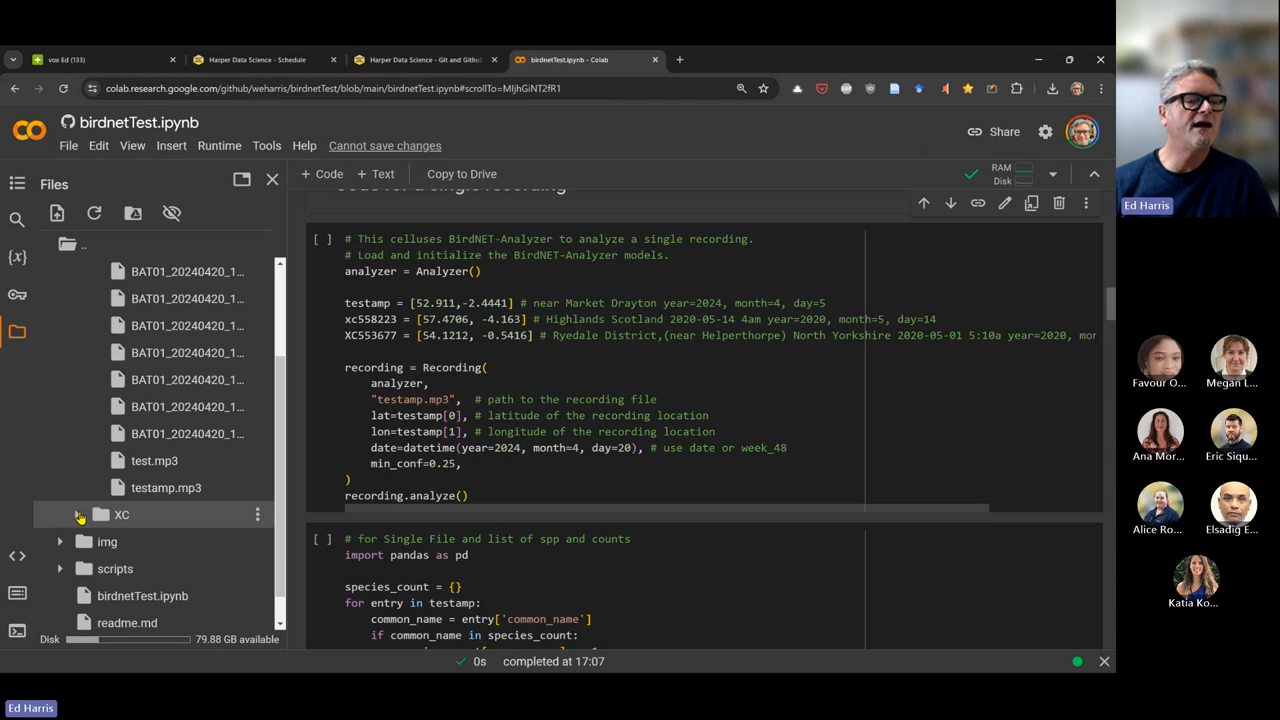 vox Ed (133)
Harper Data Science - Schedule
Harper Data Science - Git and Githul
birdnetTest.ipynb - Colab
colab.research.google.com/github/weharris/birdnetTest/blob/main/birdnetTest.ipynb#scrollTo=MIjhGiNT2fR1
birdnetTest.ipynb
File Edit View Insert Runtime Tools Help Cannot save changes
Share
Files
+ Code + Text Copy to Drive
RAM
Disk
..
BAT01_20240420_1...
BAT01_20240420_1...
BAT01_20240420_1...
BAT01_20240420_1...
BAT01_20240420_1...
BAT01_20240420_1...
BAT01_20240420_1...
test.mp3
testamp.mp3
XC
img
scripts
birdnetTest.ipynb
readme.md
Disk 79.88 GB available
[ ] # This celluses BirdNET-Analyzer to analyze a single recording.
# Load and initialize the BirdNET-Analyzer models.
analyzer = Analyzer()
testamp = [52.911,-2.4441] # near Market Drayton year=2024, month=4, day=5
xc558223 = [57.4706, -4.163] # Highlands Scotland 2020-05-14 4am year=2020, month=5, day=14
XC553677 = [54.1212, -0.5416] # Ryedale District,(near Helperthorpe) North Yorkshire 2020-05-01 5:10a year=2020, mor
recording = Recording(
analyzer,
"testamp.mp3", # path to the recording file
lat=testamp[0], # latitude of the recording location
lon=testamp[1], # longitude of the recording location
date=datetime(year=2024, month=4, day=20), # use date or week_48
min_conf=0.25,
)
recording.analyze()
[ ] # for Single File and list of spp and counts
import pandas as pd
species_count = {}
for entry in testamp:
common_name = entry['common_name']
if common_name in species_count:
0s completed at 17:07
Ed Harris
Favour O...
Megan L...
Ana Mor...
Eric Siqu...
Alice Ro...
Elsadig E...
Katia Ko...
Ed Harris